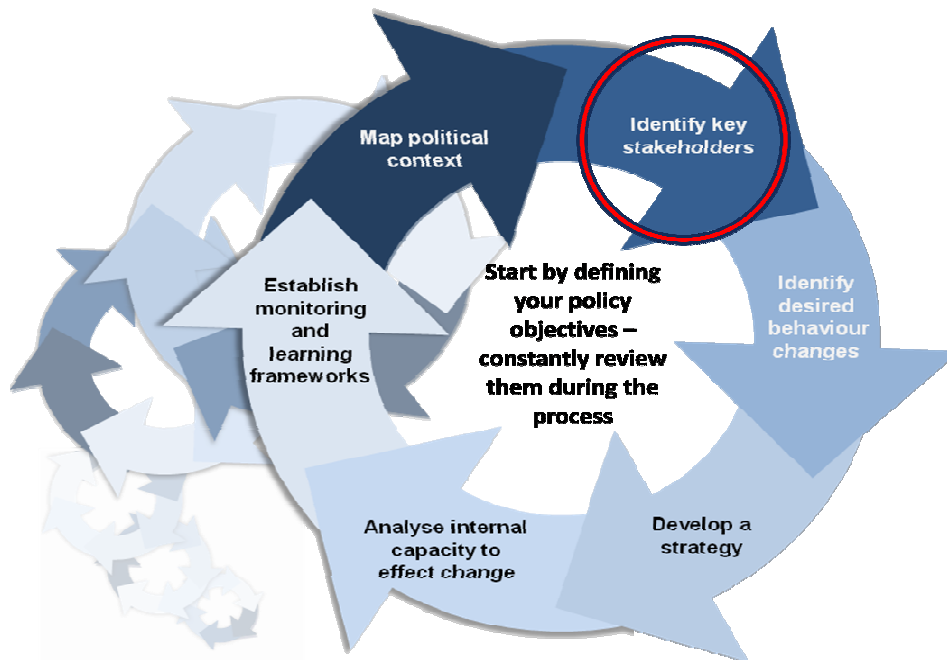 Map political
context
Identify key
stakeholders
Identify
desired
behaviour
changes
Develop a
strategy
Analyse internal
capacity to
effect change
Establish
monitoring
and
learning
frameworks
Start by defining
your policy
objectives –
constantly review
them during the
process